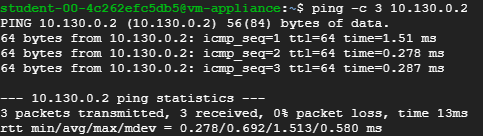 student-00-4c262efc5db5@vm-appliance:~$ ping -c 3 10.130.0.2
PING 10.130.0.2 (10.130.0.2) 56(84) bytes of data.
64 bytes from 10.130.0.2: icmp_seq=1 ttl=64 time=1.51 ms
64 bytes from 10.130.0.2: icmp_seq=2 ttl=64 time=0.278 ms
64 bytes from 10.130.0.2: icmp_seq=3 ttl=64 time=0.287 ms
--- 10.130.0.2 ping statistics ---
3 packets transmitted, 3 received, 0% packet loss, time 13ms
rtt min/avg/max/mdev = 0.278/0.692/1.513/0.580 ms